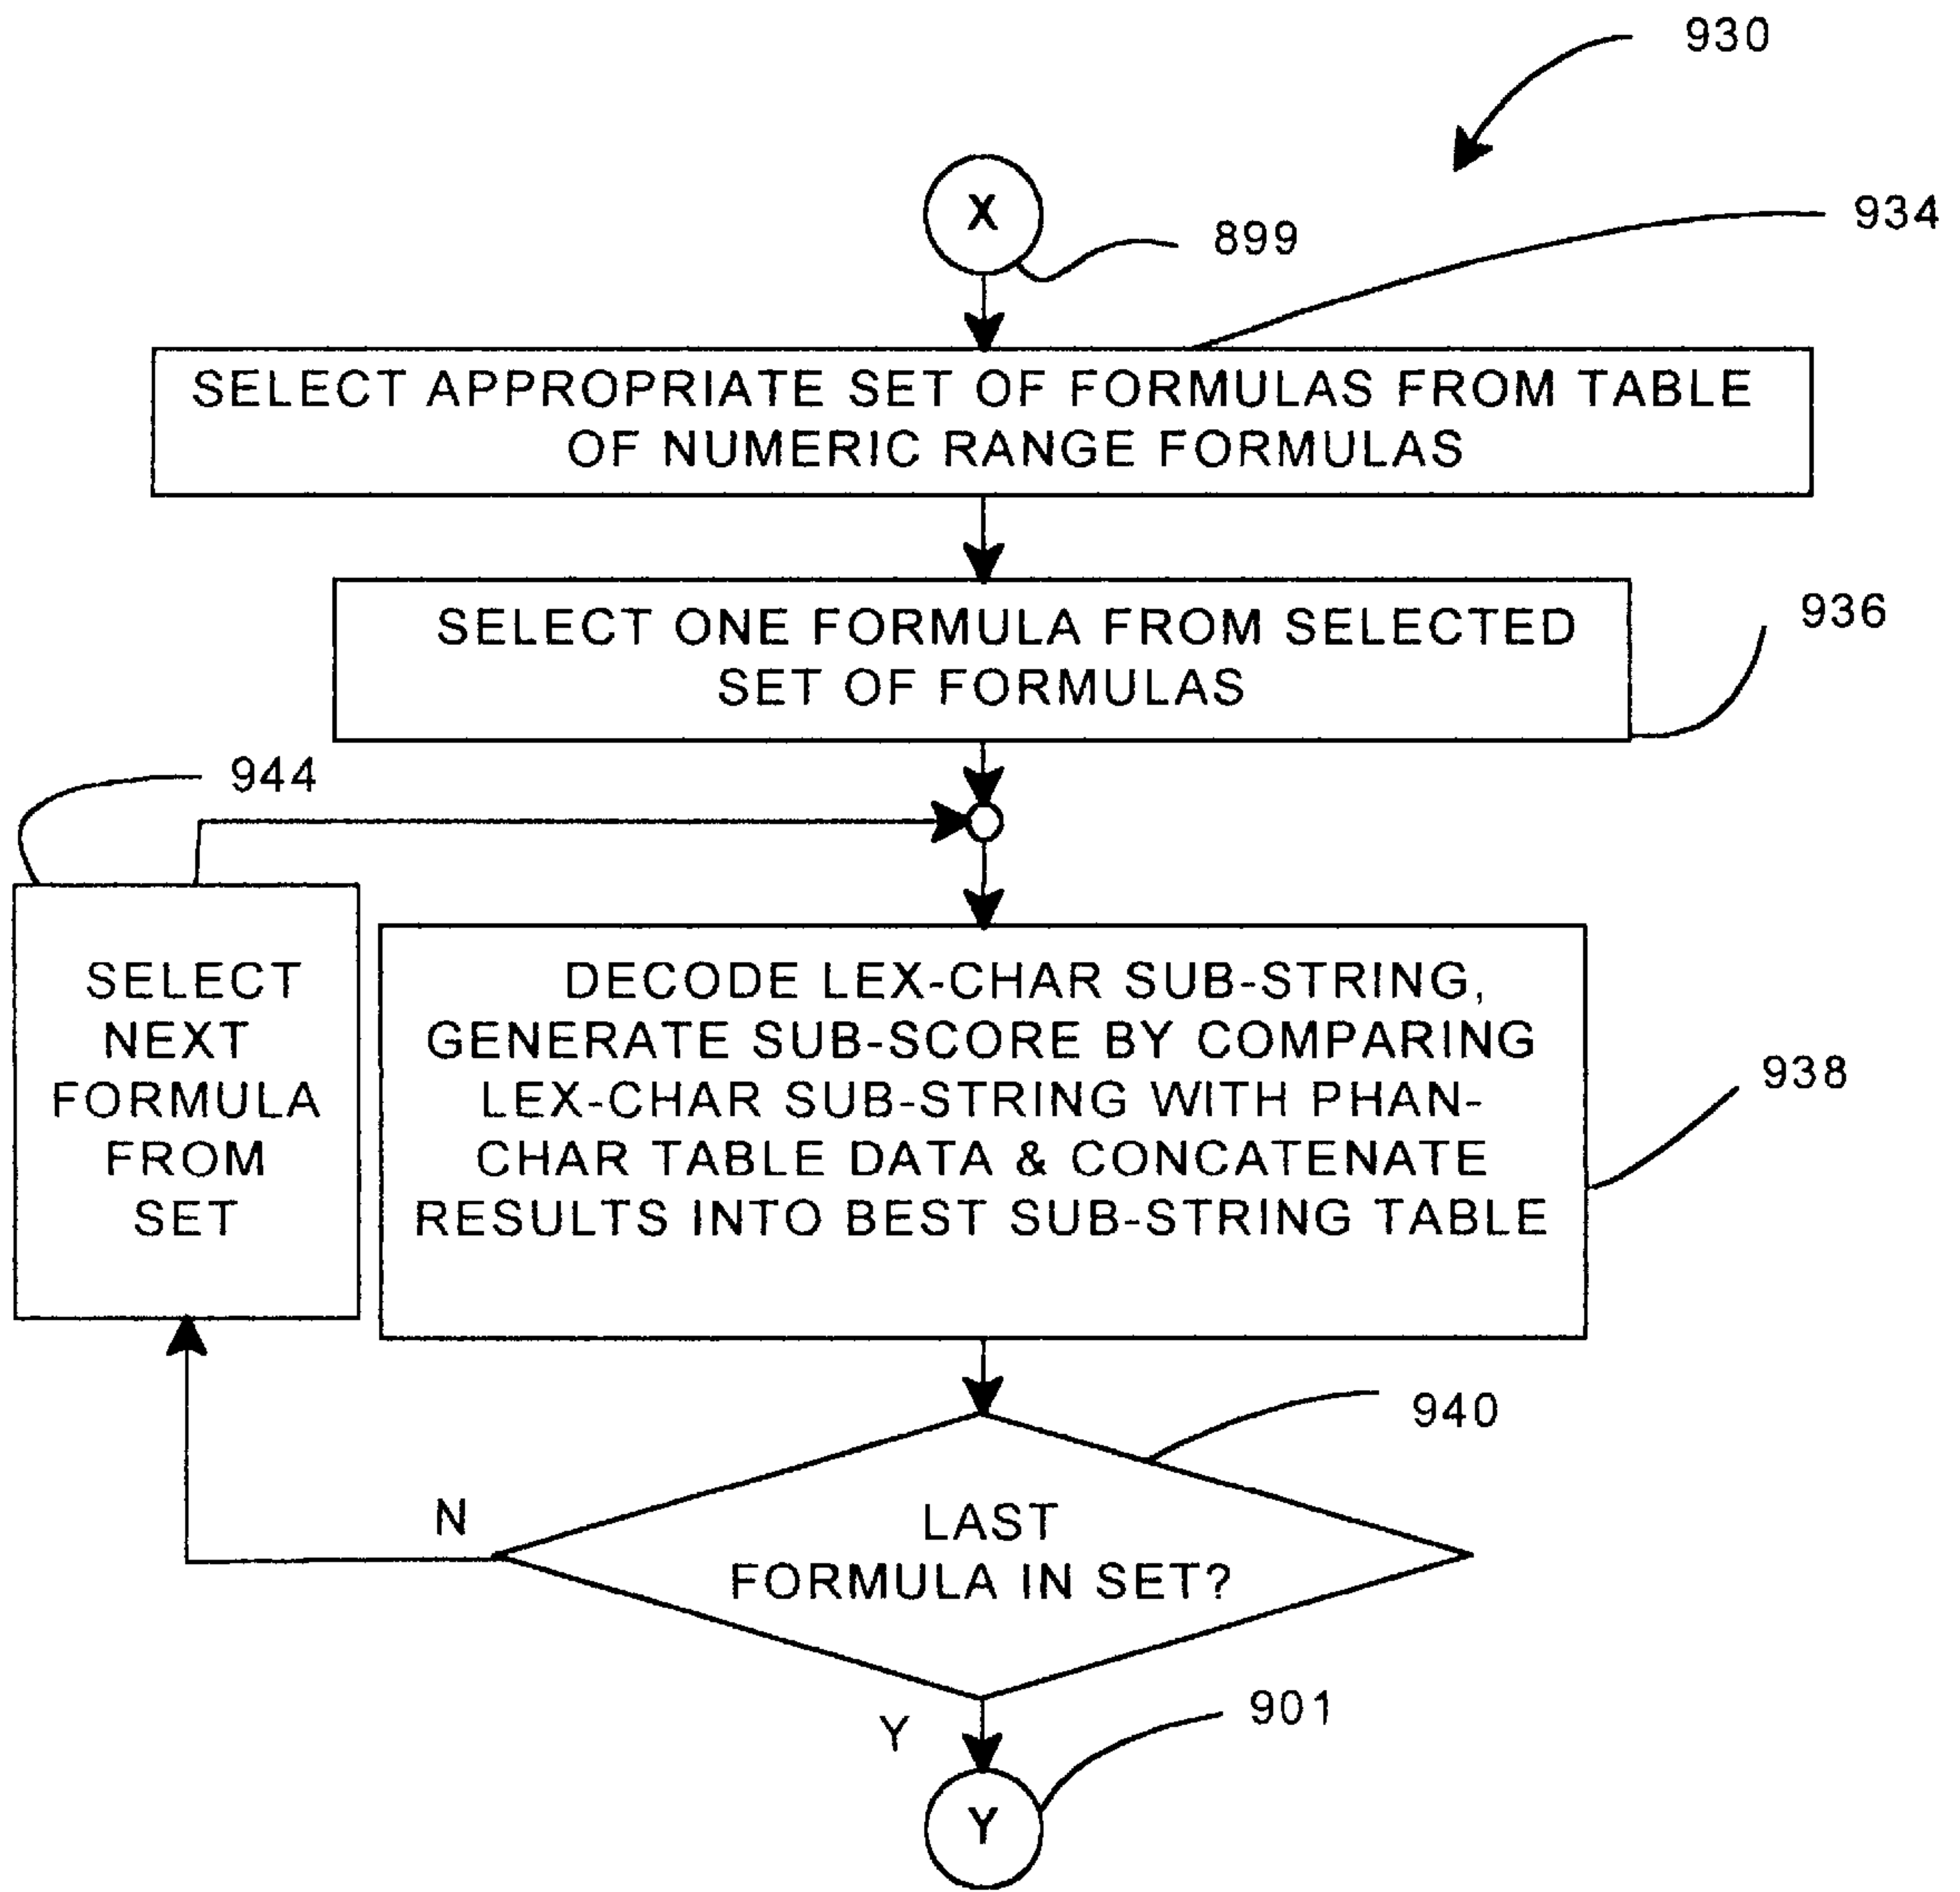 930
X
899
934
SELECT APPROPRIATE SET OF FORMULAS FROM TABLE
OF NUMERIC RANGE FORMULAS
SELECT ONE FORMULA FROM SELECTED
SET OF FORMULAS
936
944
SELECT
NEXT
FORMULA
FROM
SET
DECODE LEX-CHAR SUB-STRING,
GENERATE SUB-SCORE BY COMPARING
LEX-CHAR SUB-STRING WITH PHAN-
CHAR TABLE DATA & CONCATENATE
RESULTS INTO BEST SUB-STRING TABLE
938
940
N
LAST
FORMULA IN SET?
Y
901
Y